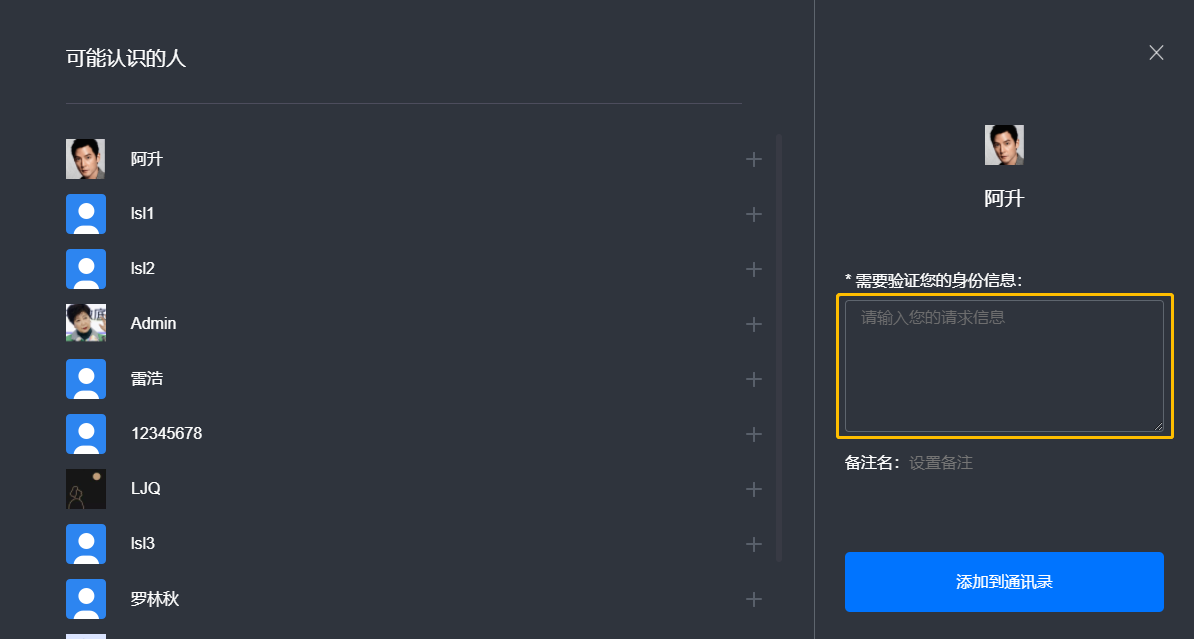 可能认识的人
阿升
lsl1
lsl2
Admin
雷浩
12345678
LJQ
lsl3
罗林秋
阿升
* 需要验证您的身份信息：
请输入您的请求信息
备注名：设置备注
添加到通讯录